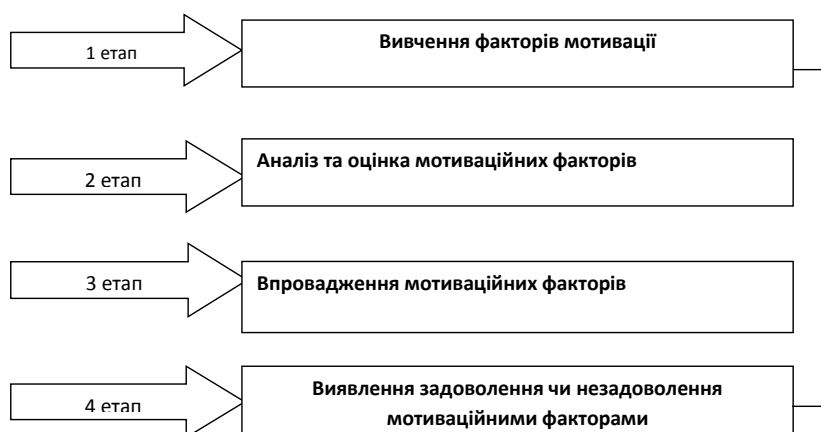 1 етап
Вивчення факторів мотивації
2 етап
Аналіз та оцінка мотиваційних факторів
3 етап
Впровадження мотиваційних факторів
4 етап
Виявлення задоволення чи незадоволення
мотиваційними факторами